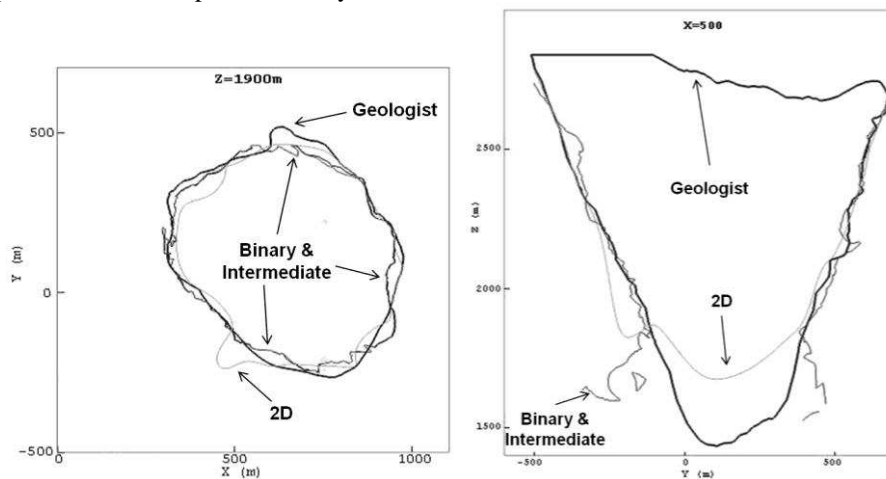 Z=1900m
Geologist
500
Binary &
Intermediate
Y (m)
0
2D
-500
0
500
1000
X (m)
X=500
2500
Geologist
Z (m)
2D
2000
Binary &
Intermediate
1500
-500
0
500
Y (m)